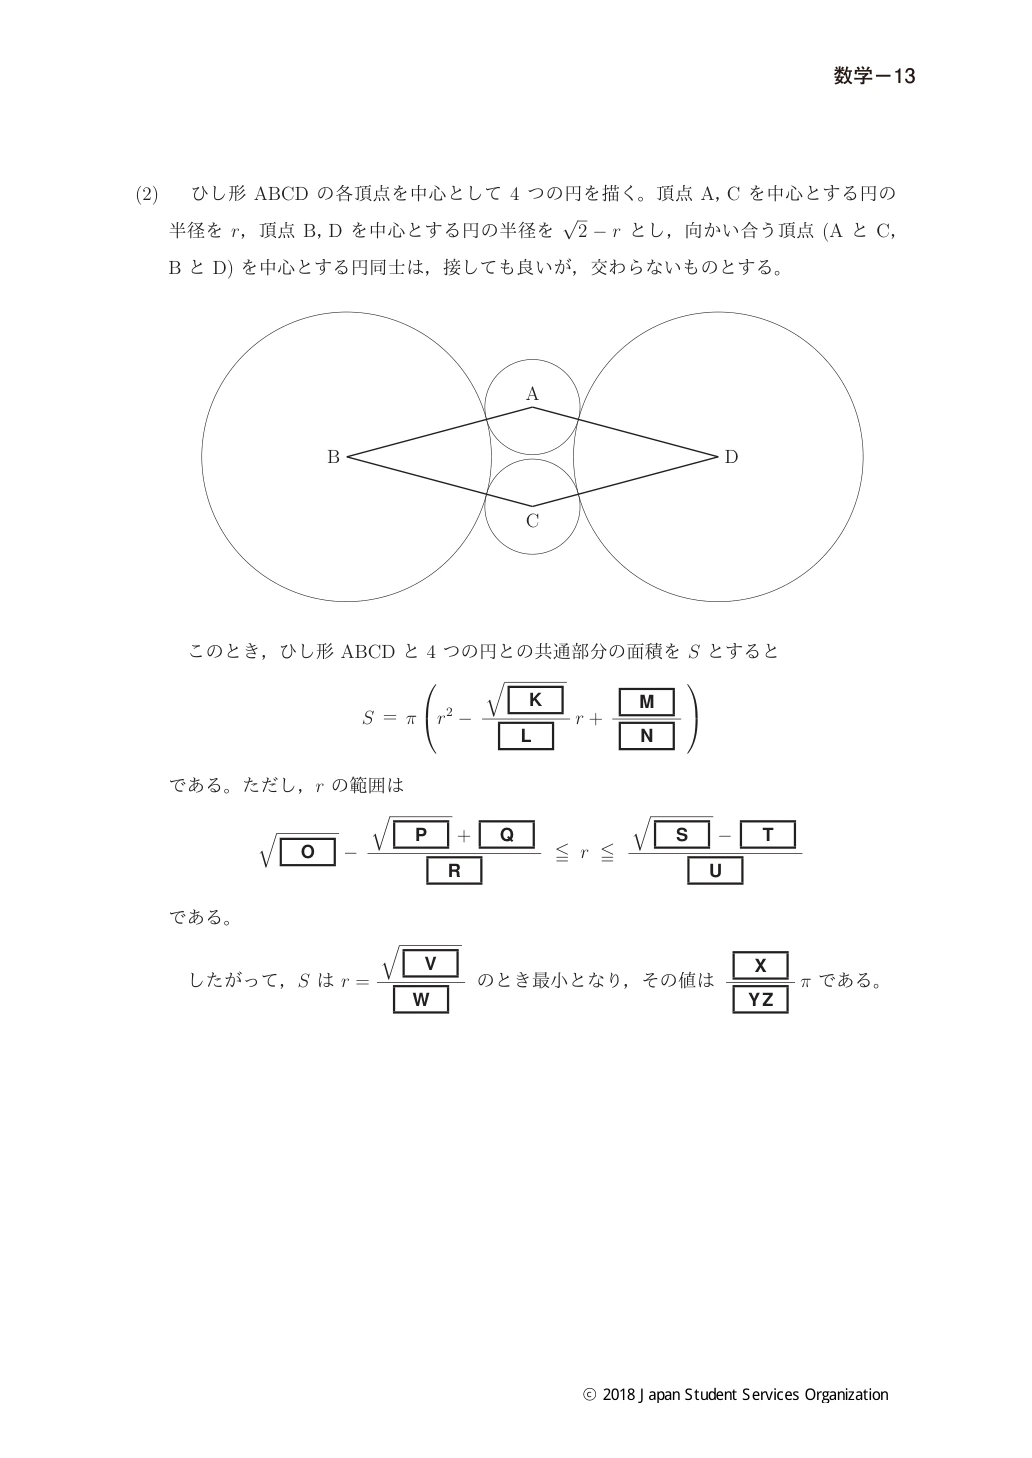 数学－13
(2) ひし形 ABCD の各頂点を中心として 4 つの円を描く。頂点 A, C を中心とする円の
半径を r，頂点 B, D を中心とする円の半径を √2 − r とし，向かい合う頂点 (A と C,
B と D) を中心とする円同士は，接しても良いが，交わらないものとする。
A
B
D
C
このとき，ひし形 ABCD と 4 つの円との共通部分の面積を S とすると
S = π ( r² − √K / L r + M / N )
である。ただし，r の範囲は
√O − (√P + Q) / R ≦ r ≦ (√S − T) / U
である。
したがって，S は r = √V / W のとき最小となり，その値は X / YZ π である。
© 2018 Japan Student Services Organization